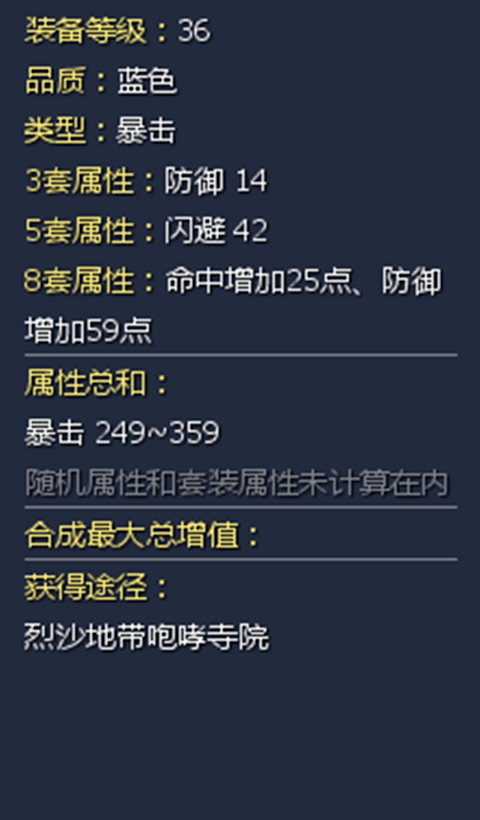 装备等级：36
品质：蓝色
类型：暴击
3套属性：防御 14
5套属性：闪避 42
8套属性：命中增加25点、防御
增加59点
属性总和：
暴击 249~359
随机属性和套装属性未计算在内
合成最大总增值：
获得途径：
烈沙地带咆哮寺院